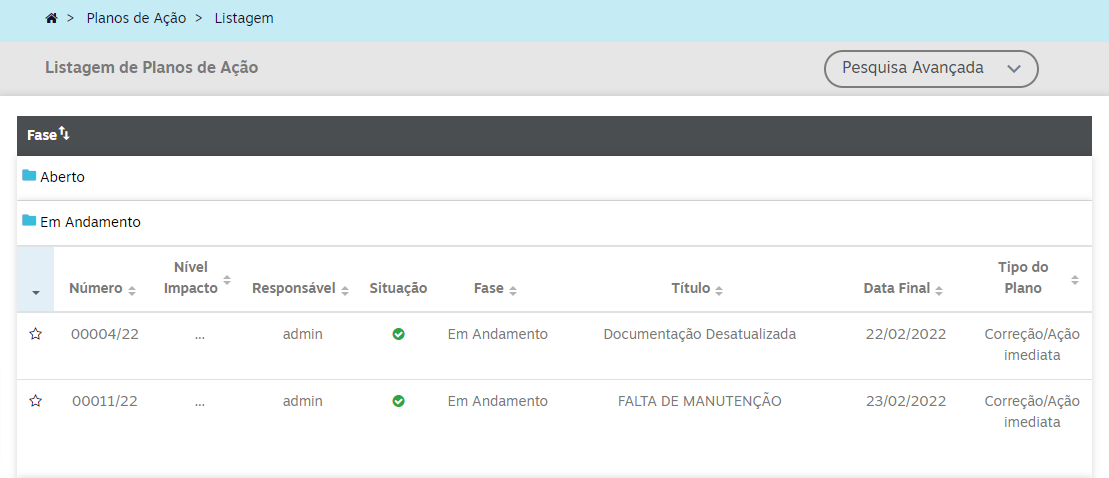 > Planos de Ação > Listagem
Listagem de Planos de Ação
Pesquisa Avançada
Fase
Aberto
Em Andamento
Número Nível Impacto Responsável Situação Fase Título Data Final Tipo do Plano
00004/22 ... admin Em Andamento Documentação Desatualizada 22/02/2022 Correção/Ação imediata
00011/22 ... admin Em Andamento FALTA DE MANUTENÇÃO 23/02/2022 Correção/Ação imediata